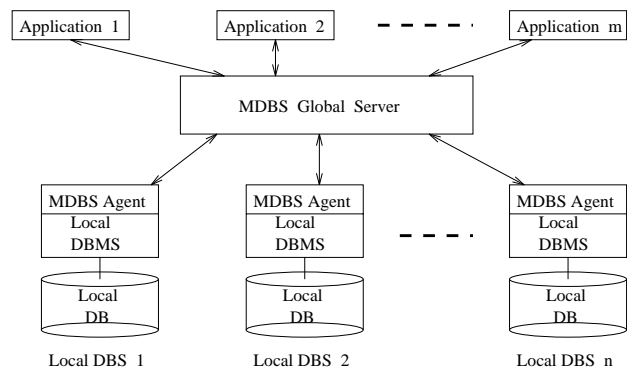 Application 1
Application 2
Application m
MDBS Global Server
MDBS Agent
Local
DBMS
MDBS Agent
Local
DBMS
MDBS Agent
Local
DBMS
Local
DB
Local
DB
Local
DB
Local DBS 1
Local DBS 2
Local DBS n